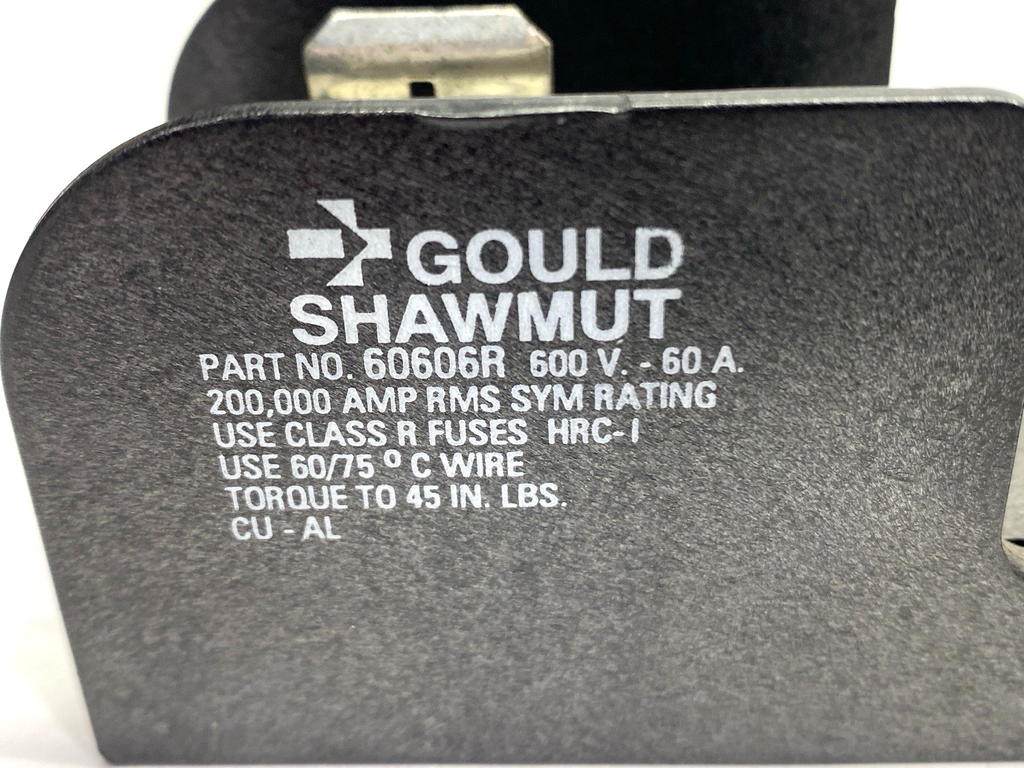 GOULD
SHAWMUT
PART NO. 60606R 600 V. - 60 A.
200,000 AMP RMS SYM RATING
USE CLASS R FUSES HRC-I
USE 60/75 ° C WIRE
TORQUE TO 45 IN. LBS.
CU - AL